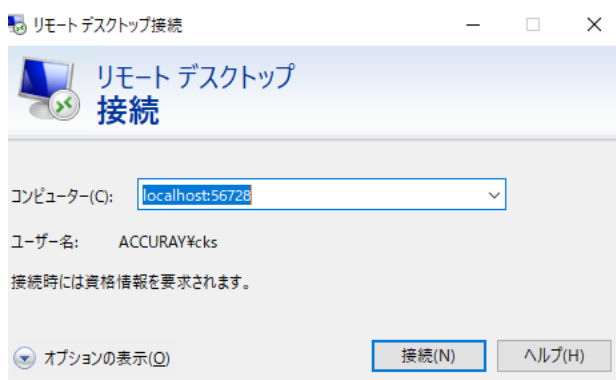 リモート デスクトップ接続
リモート デスクトップ
接続
コンピューター(C): localhost:56728
ユーザー名: ACCURAY¥cks
接続時には資格情報を要求されます。
オプションの表示(O) 接続(N) ヘルプ(H)